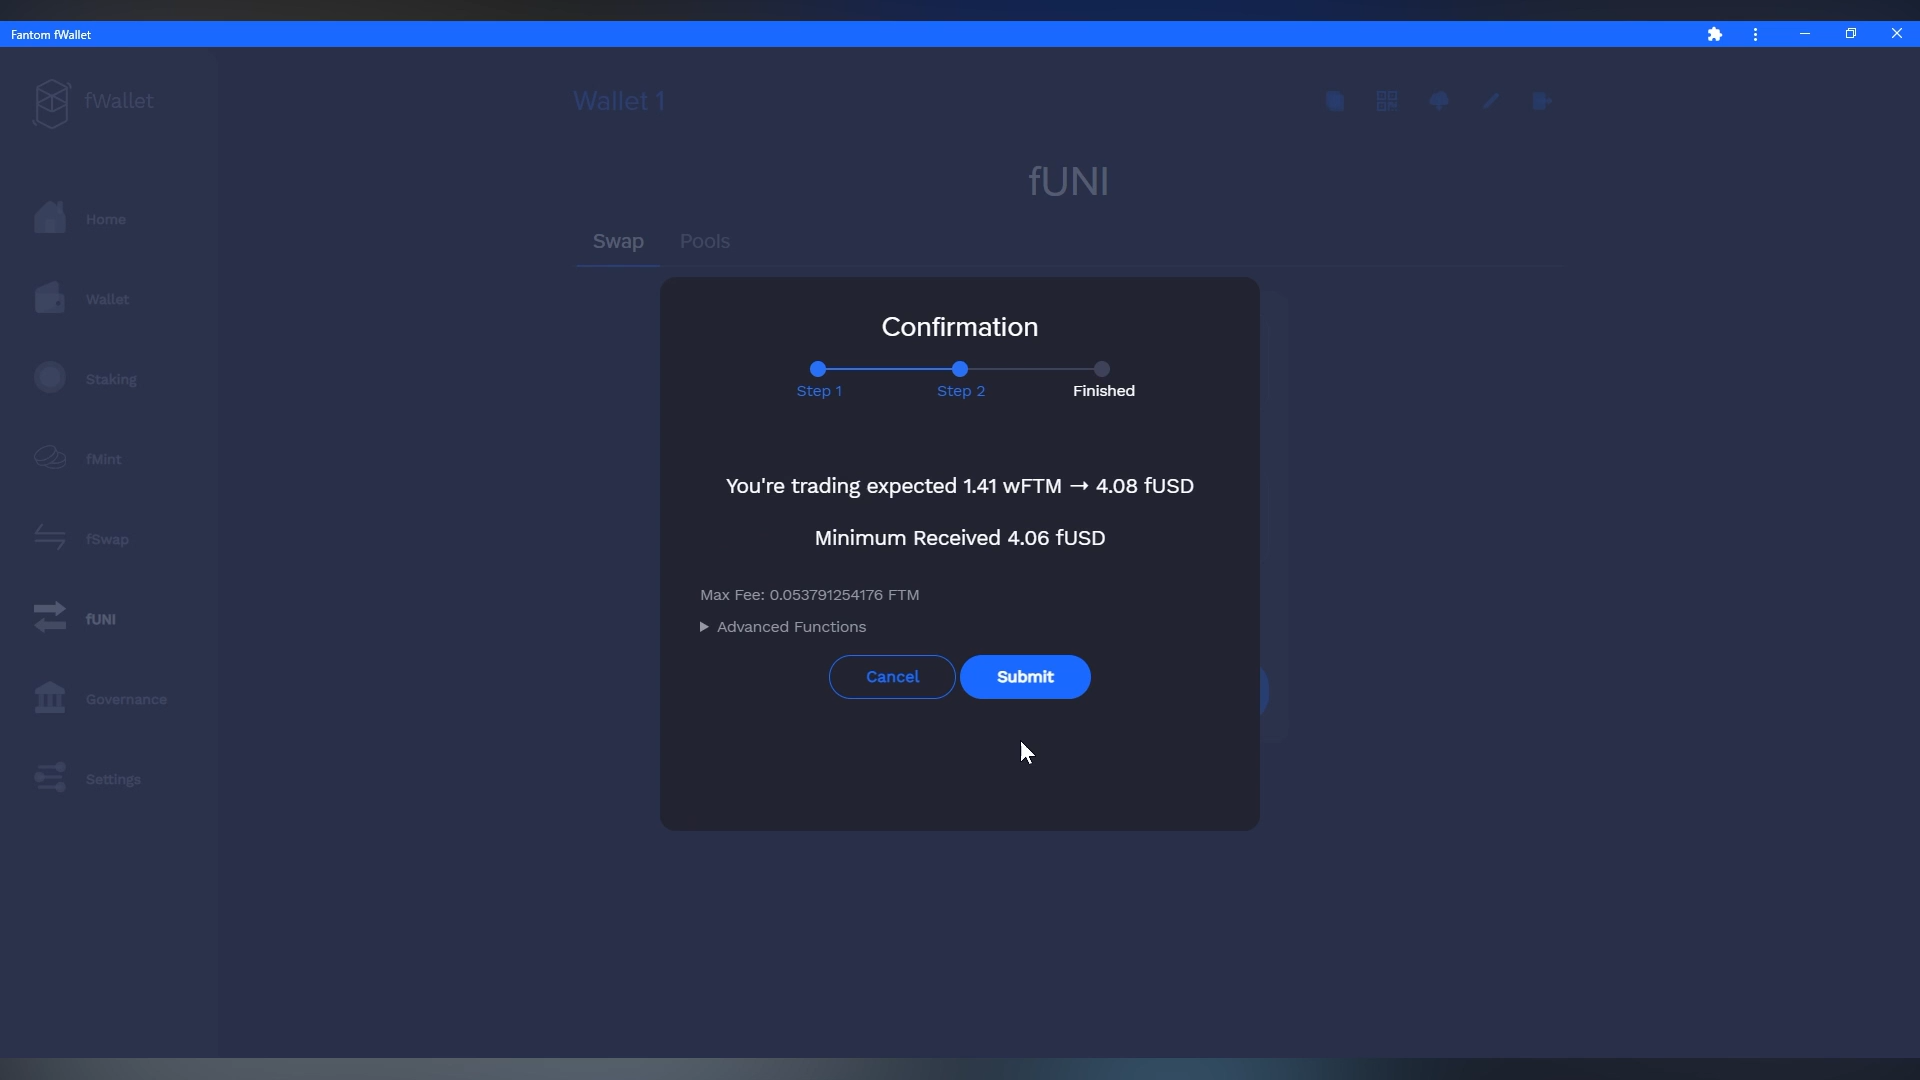 Fantom fWallet
fWallet
Wallet 1
fUNI
Home
Swap
Pools
Wallet
Confirmation
Step 1
Step 2
Finished
Staking
fMint
You're trading expected 1.41 wFTM → 4.08 fUSD
fSwap
Minimum Received 4.06 fUSD
Max Fee: 0.053791254176 FTM
fUNI
▶ Advanced Functions
Cancel
Submit
Governance
Settings